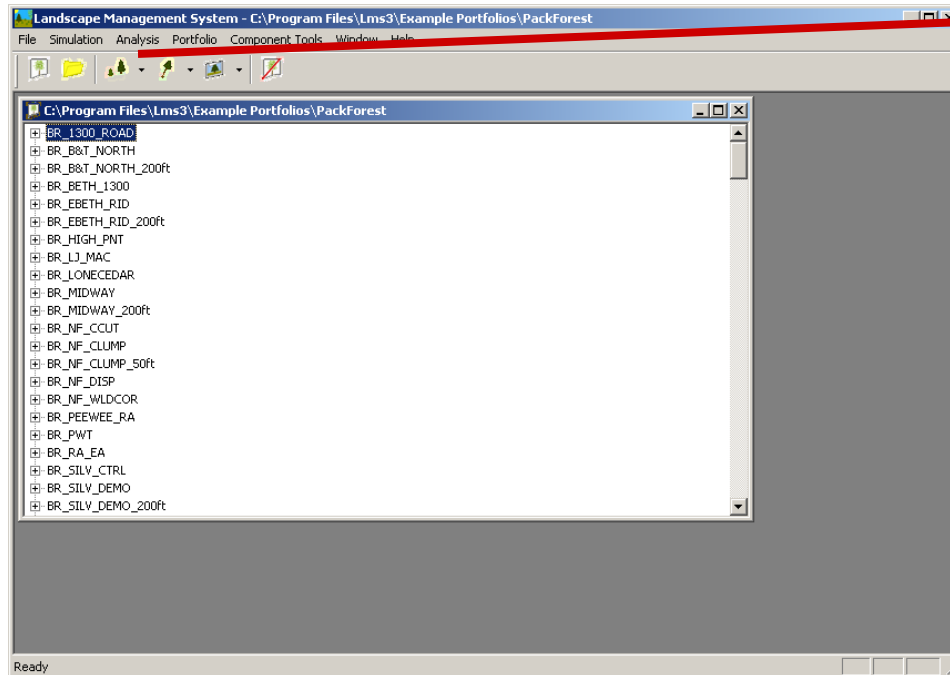 Landscape Management System - C:\Program Files\Lms3\Example Portfolios\PackForest
File Simulation Analysis Portfolio Component Tools Window Help
C:\Program Files\Lms3\Example Portfolios\PackForest
BR_1300_ROAD
BR_B&T_NORTH
BR_B&T_NORTH_200ft
BR_BETH_1300
BR_EBETH_RID
BR_EBETH_RID_200ft
BR_HIGH_PNT
BR_LJ_MAC
BR_LONECEDAR
BR_MIDWAY
BR_MIDWAY_200ft
BR_NF_CCUT
BR_NF_CLUMP
BR_NF_CLUMP_50ft
BR_NF_DISP
BR_NF_WLDCOR
BR_PEEWEE_RA
BR_PWT
BR_RA_EA
BR_SILV_CTRL
BR_SILV_DEMO
BR_SILV_DEMO_200ft
Ready